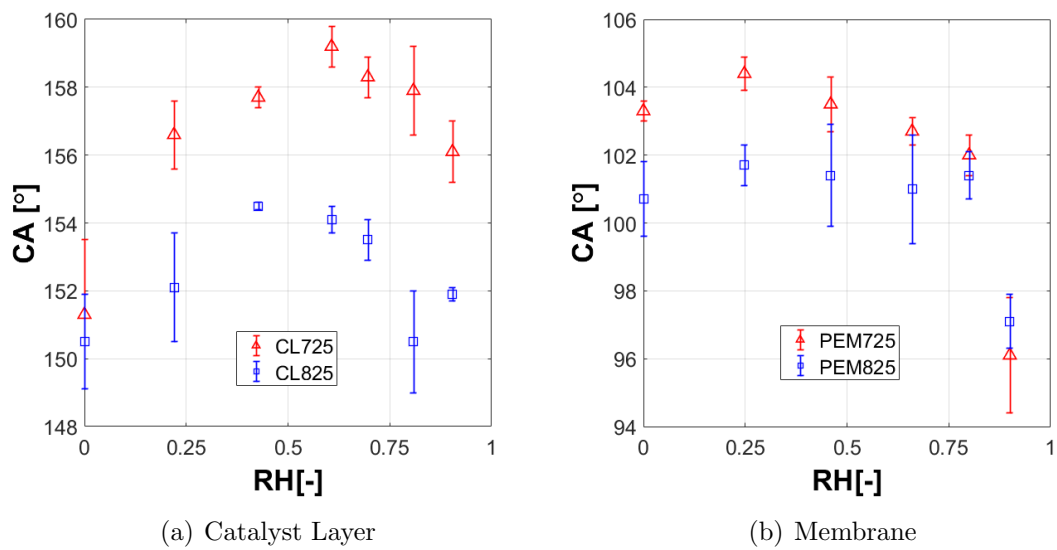 160
158
156
154
152
150
148
CA [°]
CL725
CL825
0
0.25
0.5
0.75
1
RH[-]
(a) Catalyst Layer
106
104
102
100
98
96
94
CA [°]
PEM725
PEM825
0
0.25
0.5
0.75
1
RH[-]
(b) Membrane